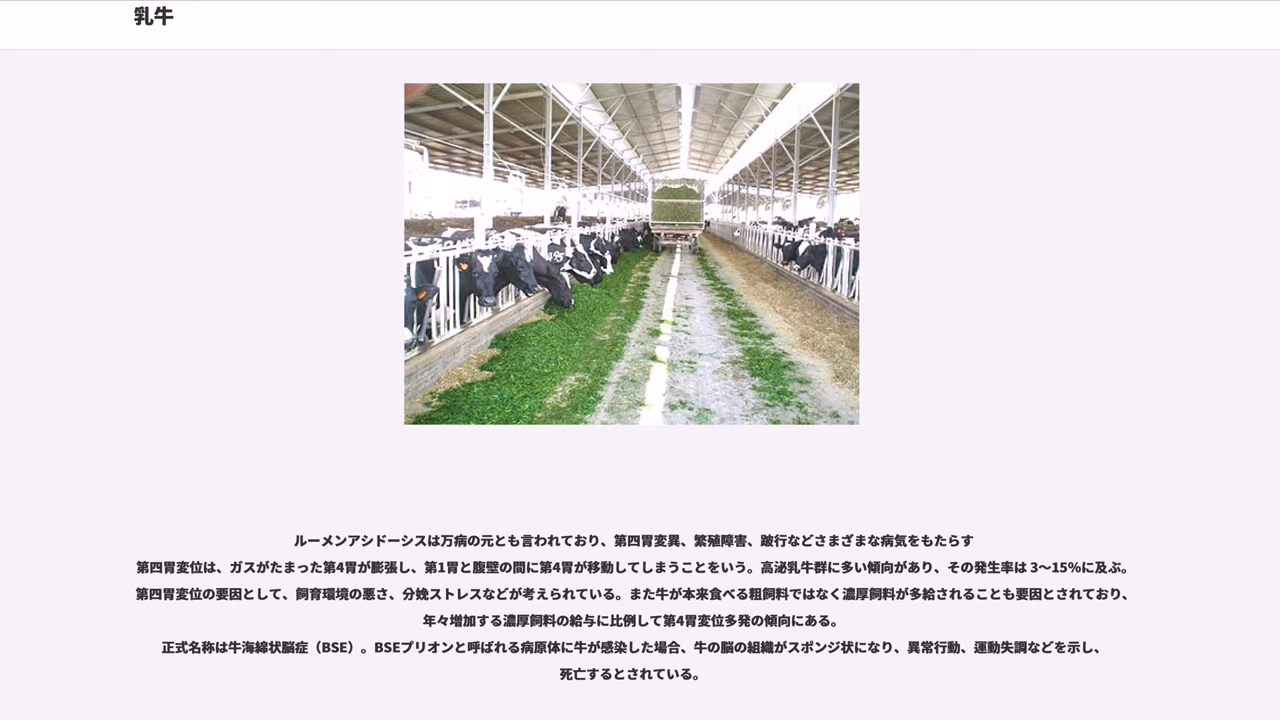 乳牛
ルーメンアシドーシスは万病の元とも言われており、第四胃変異、繁殖障害、跛行などさまざまな病気をもたらす
第四胃変位は、ガスがたまった第4胃が膨張し、第1胃と腹壁の間に第4胃が移動してしまうことをいう。高泌乳牛群に多い傾向があり、その発生率は 3〜15%に及ぶ。
第四胃変位の要因として、飼育環境の悪さ、分娩ストレスなどが考えられている。また牛が本来食べる粗飼料ではなく濃厚飼料が多給されることも要因とされており、
年々増加する濃厚飼料の給与に比例して第4胃変位多発の傾向にある。
正式名称は牛海綿状脳症（BSE）。BSEプリオンと呼ばれる病原体に牛が感染した場合、牛の脳の組織がスポンジ状になり、異常行動、運動失調などを示し、
死亡するとされている。